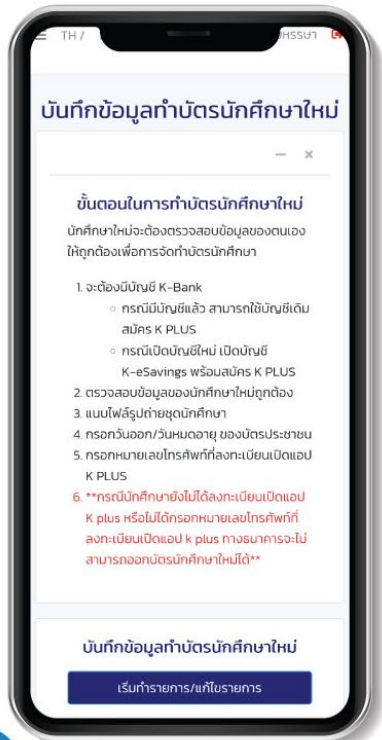 TH /
บันทึกข้อมูลทำบัตรนักศึกษาใหม่
ขั้นตอนในการทำบัตรนักศึกษาใหม่
นักศึกษาใหม่จะต้องตรวจสอบข้อมูลของตนเอง
ให้ถูกต้องเพื่อการจัดทำบัตรนักศึกษา
1. จะต้องมีบัญชี K-Bank
กรณีมีบัญชีแล้ว สามารถใช้บัญชีเดิม
สมัคร K PLUS
กรณีเปิดบัญชีใหม่ เปิดบัญชี
K-eSavings พร้อมสมัคร K PLUS
2. ตรวจสอบข้อมูลของนักศึกษาใหม่ถูกต้อง
3. แนบไฟล์รูปถ่ายชุดนักศึกษา
4. กรอกวันออก/วันหมดอายุ ของบัตรประชาชน
5. กรอกหมายเลขโทรศัพท์ที่ลงทะเบียนเปิดแอป
K PLUS
6. **กรณีนักศึกษายังไม่ได้ลงทะเบียนเปิดแอป
K plus หรือไม่ได้กรอกหมายเลขโทรศัพท์ที่
ลงทะเบียนเปิดแอป k plus ทางธนาคารจะไม่
สามารถออกบัตรนักศึกษาใหม่ได้**
บันทึกข้อมูลทำบัตรนักศึกษาใหม่
เริ่มทำรายการ/แก้ไขรายการ